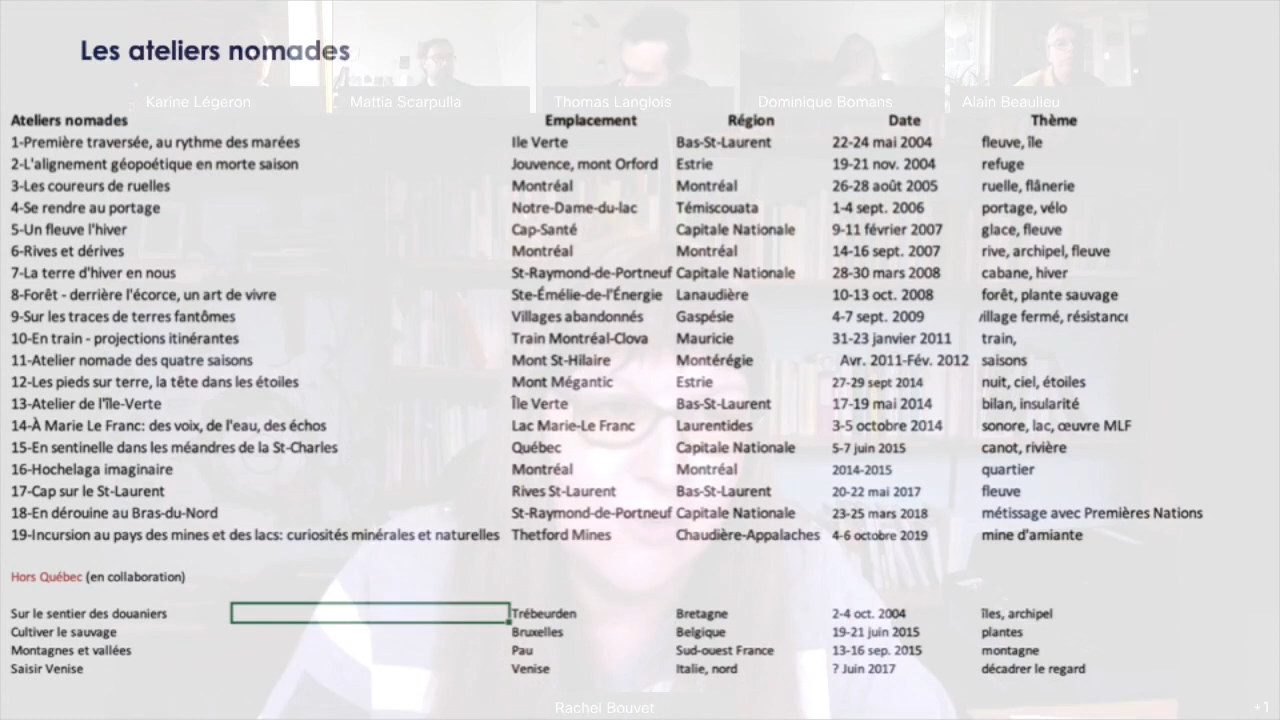 Les ateliers nomades
Karine Légeron Mattia Scarpulla Thomas Langlois Dominique Bomans Alain Beaulieu
Ateliers nomades Emplacement Région Date Thème
1-Première traversée, au rythme des marées Ile Verte Bas-St-Laurent 22-24 mai 2004 fleuve, île
2-L'alignement géopoétique en morte saison Jouvence, mont Orford Estrie 19-21 nov. 2004 refuge
3-Les coureurs de ruelles Montréal Montréal 26-28 août 2005 ruelle, flânerie
4-Se rendre au portage Notre-Dame-du-lac Témiscouata 1-4 sept. 2006 portage, vélo
5-Un fleuve l'hiver Cap-Santé Capitale Nationale 9-11 février 2007 glace, fleuve
6-Rives et dérives Montréal Montréal 14-16 sept. 2007 rive, archipel, fleuve
7-La terre d'hiver en nous St-Raymond-de-Portneuf Capitale Nationale 28-30 mars 2008 cabane, hiver
8-Forêt - derrière l'écorce, un art de vivre Ste-Émélie-de-l'Énergie Lanaudière 10-13 oct. 2008 forêt, plante sauvage
9-Sur les traces de terres fantômes Villages abandonnés Gaspésie 4-7 sept. 2009 village fermé, résistance
10-En train - projections itinérantes Train Montréal-Clova Mauricie 31-23 janvier 2011 train,
11-Atelier nomade des quatre saisons Mont St-Hilaire Montérégie Avr. 2011-Fév. 2012 saisons
12-Les pieds sur terre, la tête dans les étoiles Mont Mégantic Estrie 27-29 sept 2014 nuit, ciel, étoiles
13-Atelier de l'île-Verte Île Verte Bas-St-Laurent 17-19 mai 2014 bilan, insularité
14-À Marie Le Franc: des voix, de l'eau, des échos Lac Marie-Le Franc Laurentides 3-5 octobre 2014 sonore, lac, œuvre MLF
15-En sentinelle dans les méandres de la St-Charles Québec Capitale Nationale 5-7 juin 2015 canot, rivière
16-Hochelaga imaginaire Montréal Montréal 2014-2015 quartier
17-Cap sur le St-Laurent Rives St-Laurent Bas-St-Laurent 20-22 mai 2017 fleuve
18-En dérouine au Bras-du-Nord St-Raymond-de-Portneuf Capitale Nationale 23-25 mars 2018 métissage avec Premières Nations
19-Incursion au pays des mines et des lacs: curiosités minérales et naturelles Thetford Mines Chaudière-Appalaches 4-6 octobre 2019 mine d'amiante
Hors Québec (en collaboration)
Sur le sentier des douaniers Trébeurden Bretagne 2-4 oct. 2004 îles, archipel
Cultiver le sauvage Bruxelles Belgique 19-21 juin 2015 plantes
Montagnes et vallées Pau Sud-ouest France 13-16 sep. 2015 montagne
Saisir Venise Venise Italie, nord ? Juin 2017 décadrer le regard
Rachel Bouvet +1